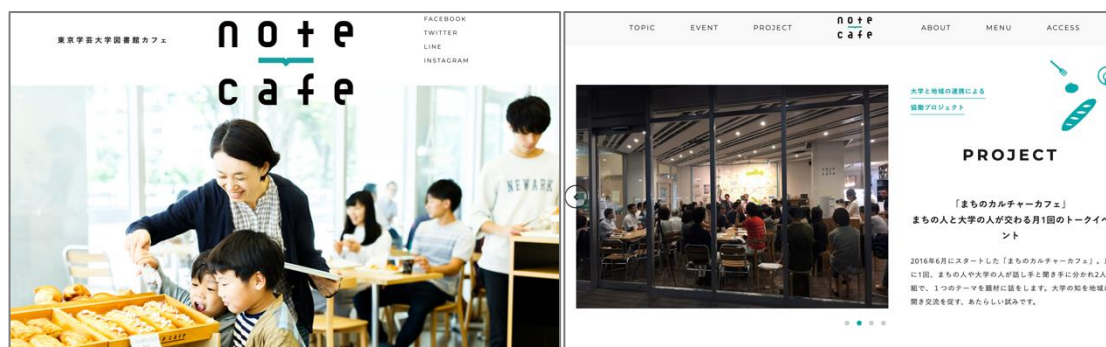 東京学芸大学図書館カフェ
note
cafe
FACEBOOK
TWITTER
LINE
INSTAGRAM
NEWARK
TOPIC
EVENT
PROJECT
note
cafe
ABOUT
MENU
ACCESS
大学と地域の連携による
協働プロジェクト
PROJECT
「まちのカルチャーカフェ」
まちの人と大学の人が交わる月1回のトークイベ
ント
2016年6月にスタートした「まちのカルチャーカフェ」。
に1回、まちの人や大学の人が話し手と聞き手に分かれ2人
組で、1つのテーマを題材に話をします。大学の知を地域に
開き交流を促す、あたらしい試みです。